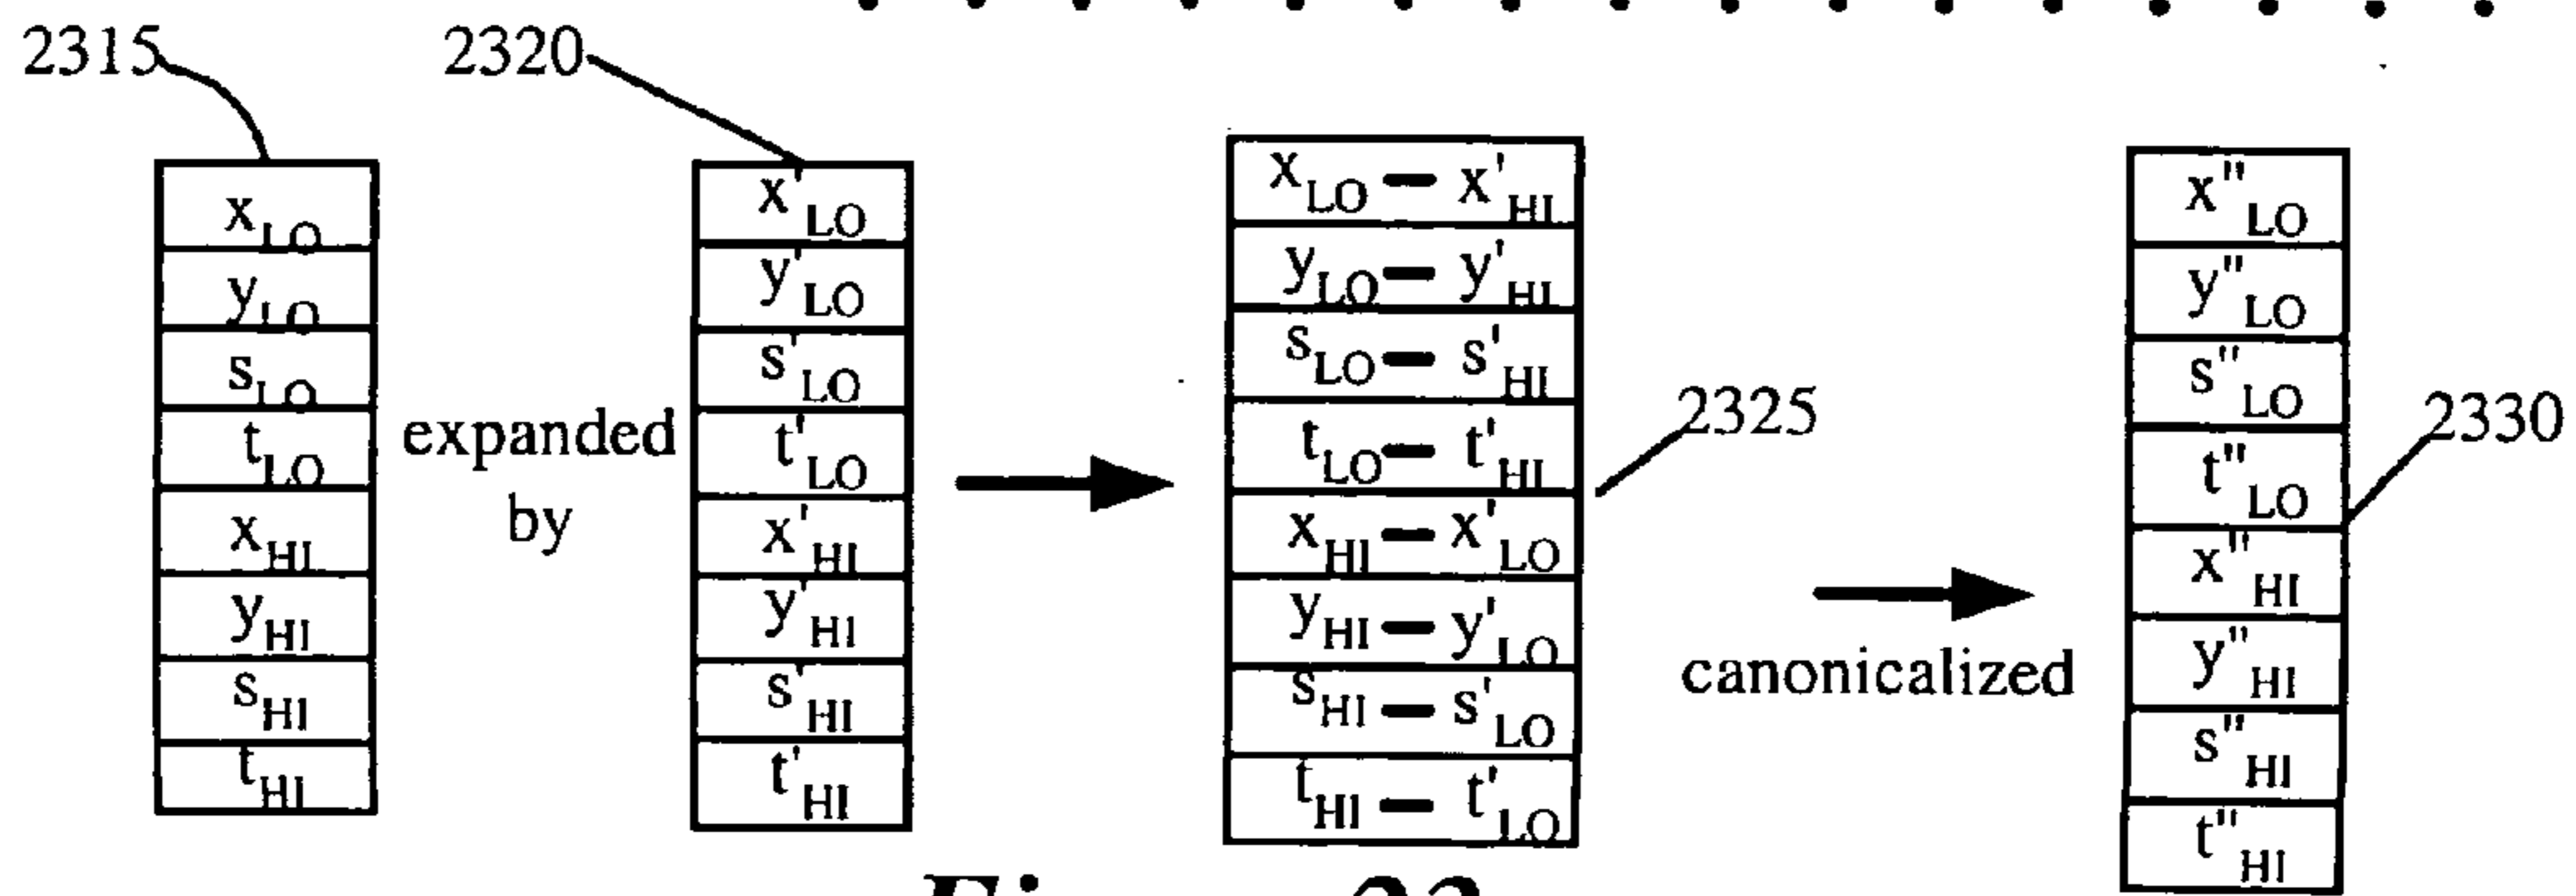 2315
2320
x_LO
y_LO
s_LO
t_LO
x_HI
y_HI
s_HI
t_HI
expanded
by
x'_LO
y'_LO
s'_LO
t'_LO
x'_HI
y'_HI
s'_HI
t'_HI
x_LO − x'_HI
y_LO − y'_HI
s_LO − s'_HI
t_LO − t'_HI
x_HI − x'_LO
y_HI − y'_LO
s_HI − s'_LO
t_HI − t'_LO
2325
canonicalized
x"_LO
y"_LO
s"_LO
t"_LO
x"_HI
y"_HI
s"_HI
t"_HI
2330